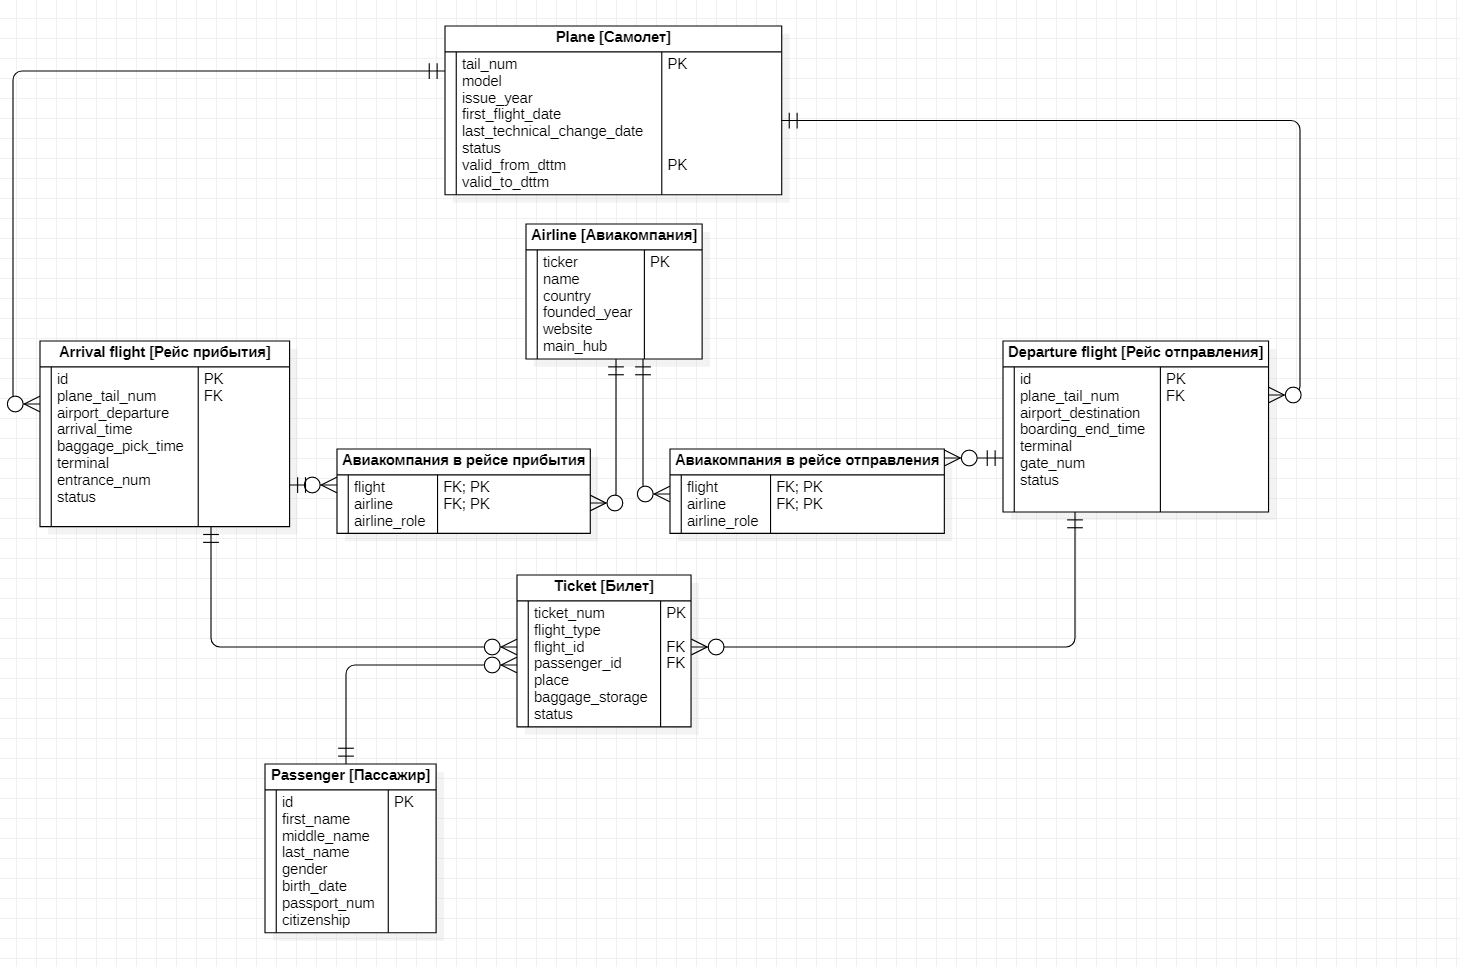 Plane [Самолет]
tail_num PK
model
issue_year
first_flight_date
last_technical_change_date
status
valid_from_dttm PK
valid_to_dttm
Airline [Авиакомпания]
ticker PK
name
country
founded_year
website
main_hub
Arrival flight [Рейс прибытия]
id PK
plane_tail_num FK
airport_departure
arrival_time
baggage_pick_time
terminal
entrance_num
status
Departure flight [Рейс отправления]
id PK
plane_tail_num FK
airport_destination
boarding_end_time
terminal
gate_num
status
Авиакомпания в рейсе прибытия
flight FK; PK
airline FK; PK
airline_role
Авиакомпания в рейсе отправления
flight FK; PK
airline FK; PK
airline_role
Ticket [Билет]
ticket_num PK
flight_type
flight_id FK
passenger_id FK
place
baggage_storage
status
Passenger [Пассажир]
id PK
first_name
middle_name
last_name
gender
birth_date
passport_num
citizenship